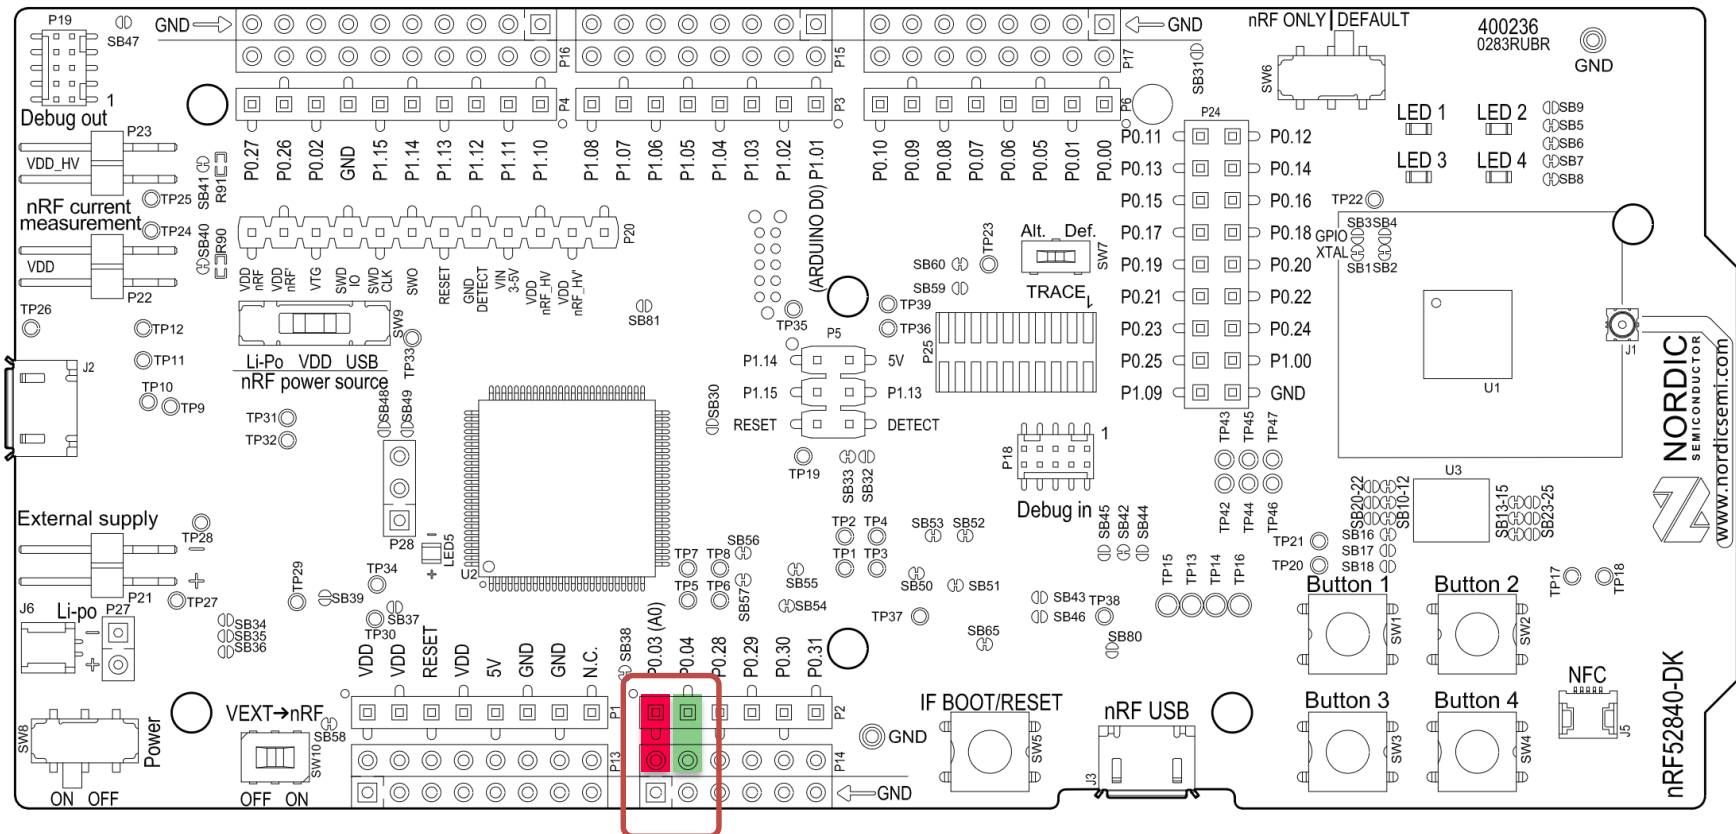 P19
SB47
1
Debug out
GND
P16
P15
GND
P17
SB31
nRF ONLY | DEFAULT
SW6
400236
0283RUBR
GND
P4
P3
P6
P0.27
P0.26
P0.02
GND
P1.15
P1.14
P1.13
P1.12
P1.11
P1.10
P1.08
P1.07
P1.06
P1.05
P1.04
P1.03
P1.02
P1.01
(ARDUINO D0)
P0.10
P0.09
P0.08
P0.07
P0.06
P0.05
P0.01
P0.00
P24
P0.11
P0.12
P0.13
P0.14
P0.15
P0.16
P0.17
P0.18
P0.19
P0.20
P0.21
P0.22
P0.23
P0.24
P0.25
P1.00
P1.09
GND
LED 1
LED 2
LED 3
LED 4
SB9
SB5
SB6
SB7
SB8
P23
VDD_HV
SB41
R91
TP25
nRF current
measurement
TP24
SB40
R90
VDD
P22
P20
VDD
nRF
VDD
nRF'
VTG
SWD
IO
SWD
CLK
SWO
RESET
GND
DETECT
VIN
3-5V
VDD
nRF_HV
VDD
nRF_HV'
TP23
Alt.
Def.
SW7
SB60
SB59
TRACE
P25
TP22
SB3
SB4
GPIO
XTAL
SB1
SB2
TP26
TP12
TP11
TP10
TP9
J2
SW9
Li-Po
VDD
USB
nRF power source
TP33
SB81
TP35
TP39
TP36
P5
P1.14
5V
P1.15
P1.13
RESET
DETECT
U1
J1
NORDIC
SEMICONDUCTOR
www.nordicsemi.com
TP31
TP32
SB48
SB49
SB30
TP19
SB33
SB32
P18
1
Debug in
TP43
TP45
TP47
TP42
TP44
TP46
U3
SB20-22
SB10-12
SB13-15
SB23-25
SB16
SB17
SB18
External supply
TP28
P21
TP27
P28
LED5
U2
TP29
TP34
SB39
SB37
TP30
TP7
TP8
TP5
TP6
SB56
SB57
TP2
TP4
TP1
TP3
SB55
SB54
SB53
SB52
SB50
SB51
TP37
SB45
SB42
SB44
SB43
SB46
TP38
SB65
SB80
TP15
TP13
TP14
TP16
TP21
TP20
TP17
TP18
J6
Li-po
P27
SB34
SB35
SB36
VDD
VDD
RESET
VDD
5V
GND
GND
N.C.
SB38
P0.03 (A0)
P0.04
P0.28
P0.29
P0.30
P0.31
P1
P2
P13
P14
GND
GND
SW8
Power
ON
OFF
VEXT→nRF
SB58
SW10
OFF
ON
IF BOOT/RESET
SW5
nRF USB
J3
Button 1
SW1
Button 2
SW2
Button 3
SW3
Button 4
SW4
NFC
J5
nRF52840-DK